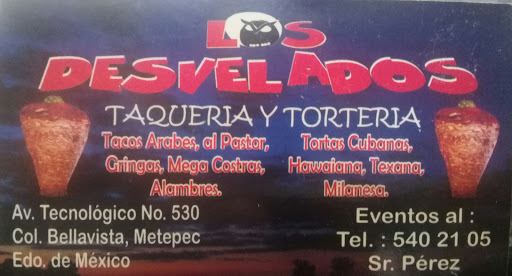 LOS
DESVELADOS
TAQUERIA Y TORTERIA
Tacos Arabes, al Pastor,
Gringas, Mega Costras,
Alambres.
Tortas Cubanas,
Hawaiana, Texana,
Milanesa.
Av. Tecnológico No. 530
Col. Bellavista, Metepec
Edo. de México
Eventos al :
Tel. : 540 21 05
Sr. Pérez